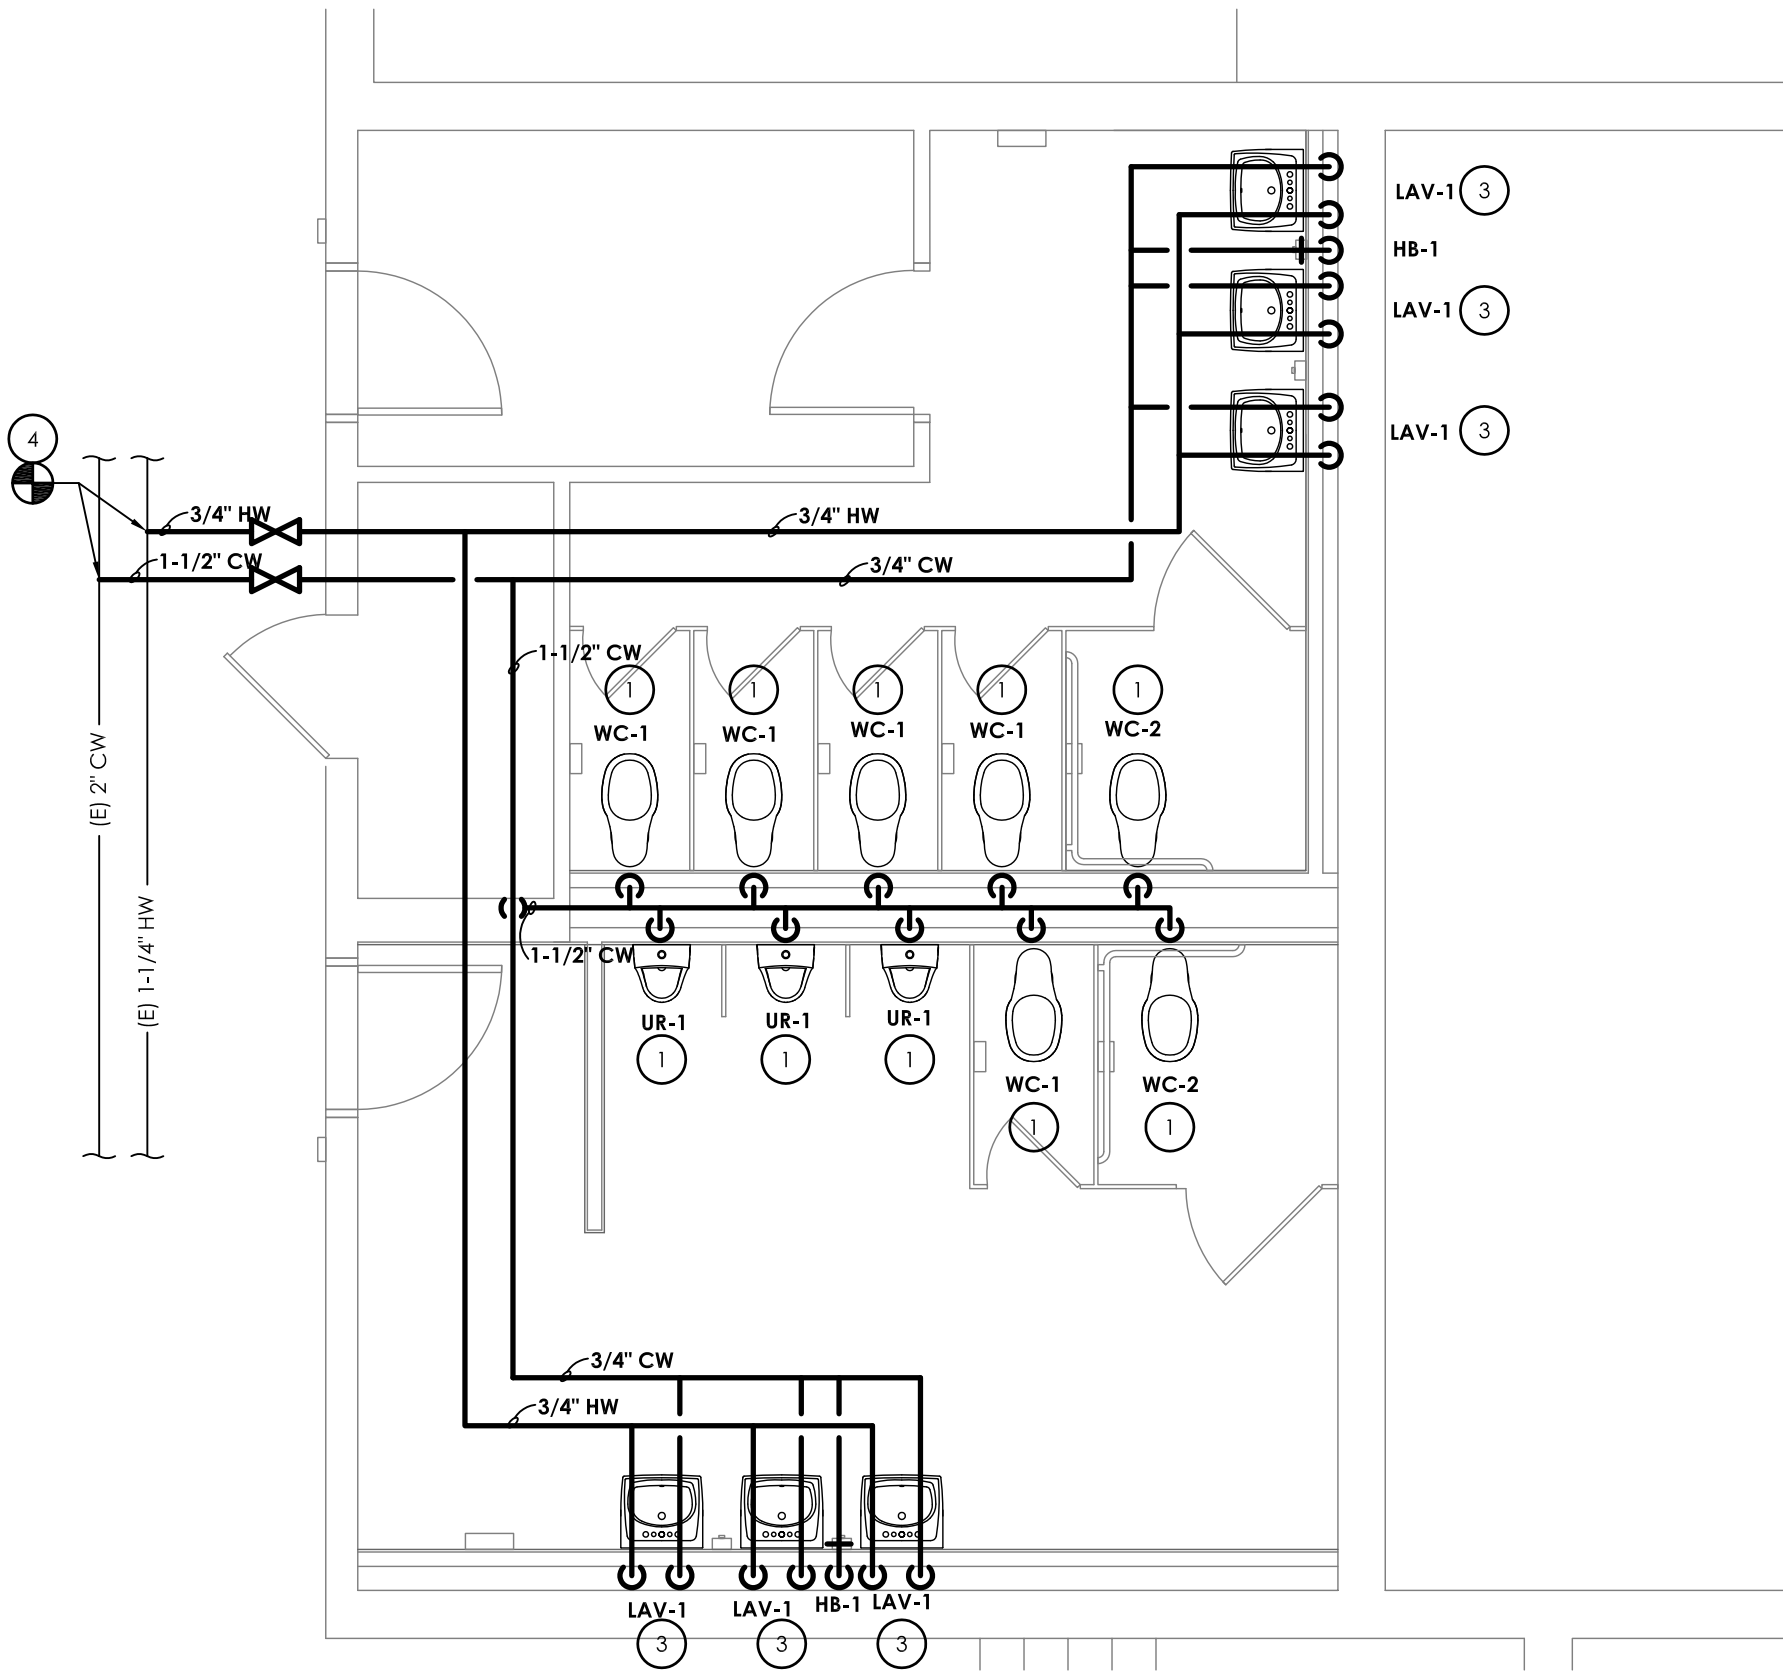 LAV-1 3
HB-1
LAV-1 3
LAV-1 3
4
3/4" HW
3/4" HW
1-1/2" CW
3/4" CW
1-1/2" CW
1 1 1 1 1
WC-1 WC-1 WC-1 WC-1 WC-2
(E) 2" CW
(E) 1-1/4" HW
1-1/2" CW
UR-1 UR-1 UR-1
1 1 1
WC-1 WC-2
1 1
3/4" CW
3/4" HW
LAV-1 LAV-1 HB-1 LAV-1
3 3 3